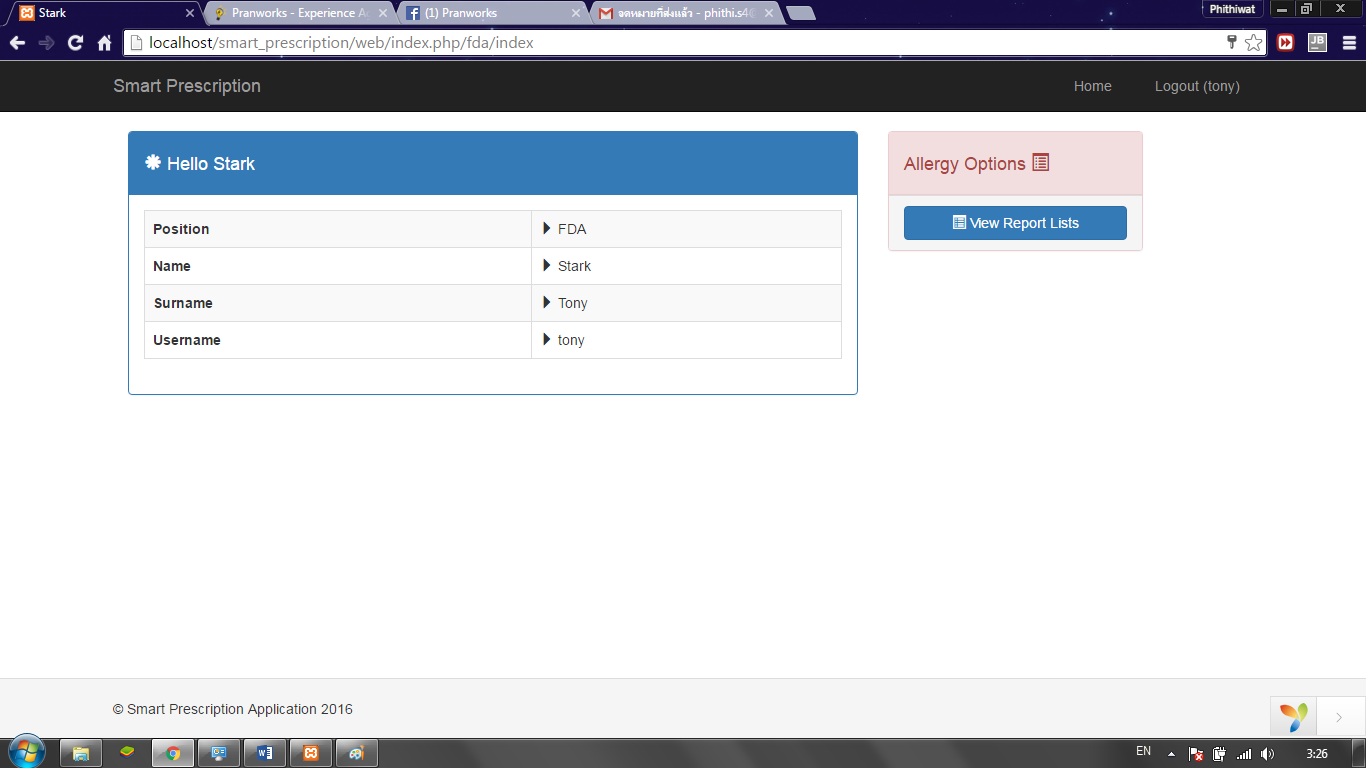 Stark
Pranworks - Experience Ad
(1) Pranworks
จดหมายที่ส่งแล้ว - phithi.s4@
Phithiwat
localhost/smart_prescription/web/index.php/fda/index
JB
Smart Prescription
Home
Logout (tony)
Hello Stark
Allergy Options
View Report Lists
Position FDA
Name Stark
Surname Tony
Username tony
© Smart Prescription Application 2016
EN
3:26